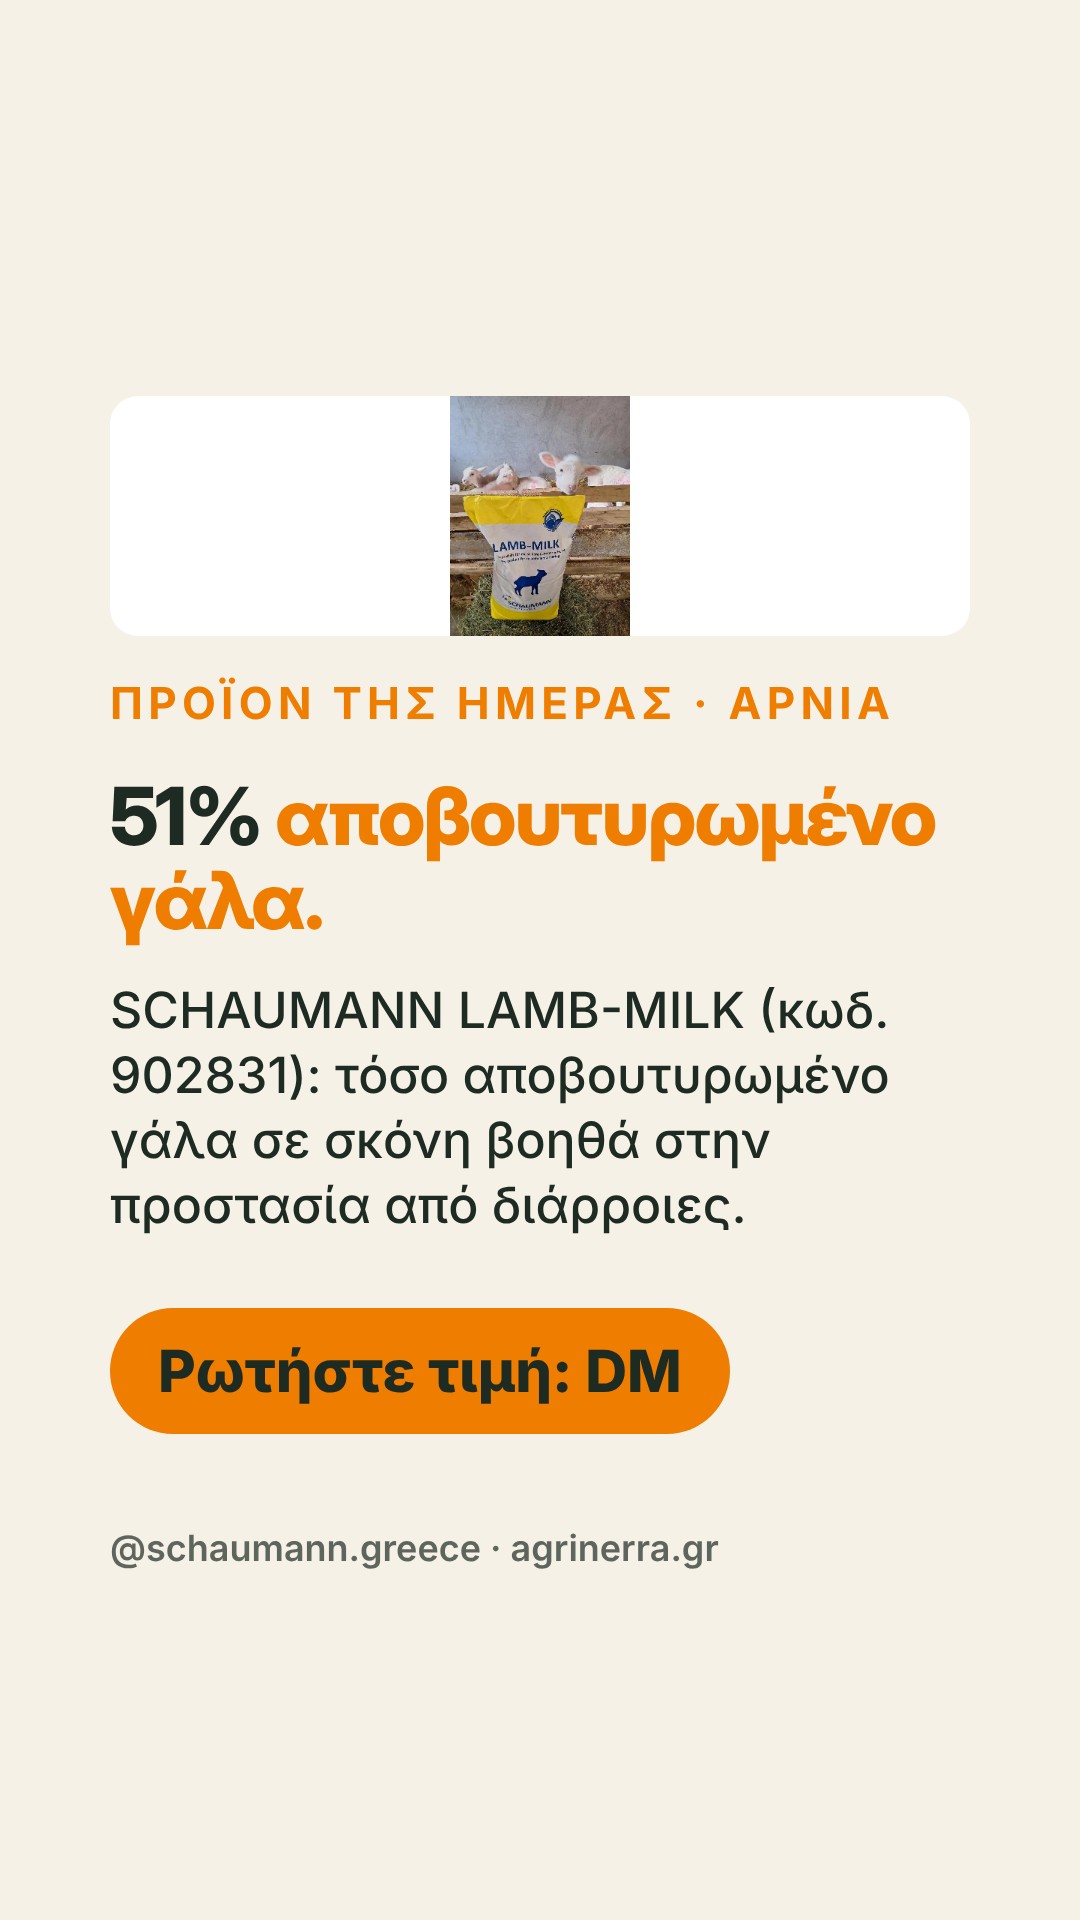 LAMB-MILK
SCHAUMANN
ΠΡΟΪΟΝ ΤΗΣ ΗΜΕΡΑΣ · ΑΡΝΙΑ
51% αποβουτυρωμένο
γάλα.
SCHAUMANN LAMB-MILK (κωδ.
902831): τόσο αποβουτυρωμένο
γάλα σε σκόνη βοηθά στην
προστασία από διάρροιες.
Ρωτήστε τιμή: DM
@schaumann.greece · agrinerra.gr